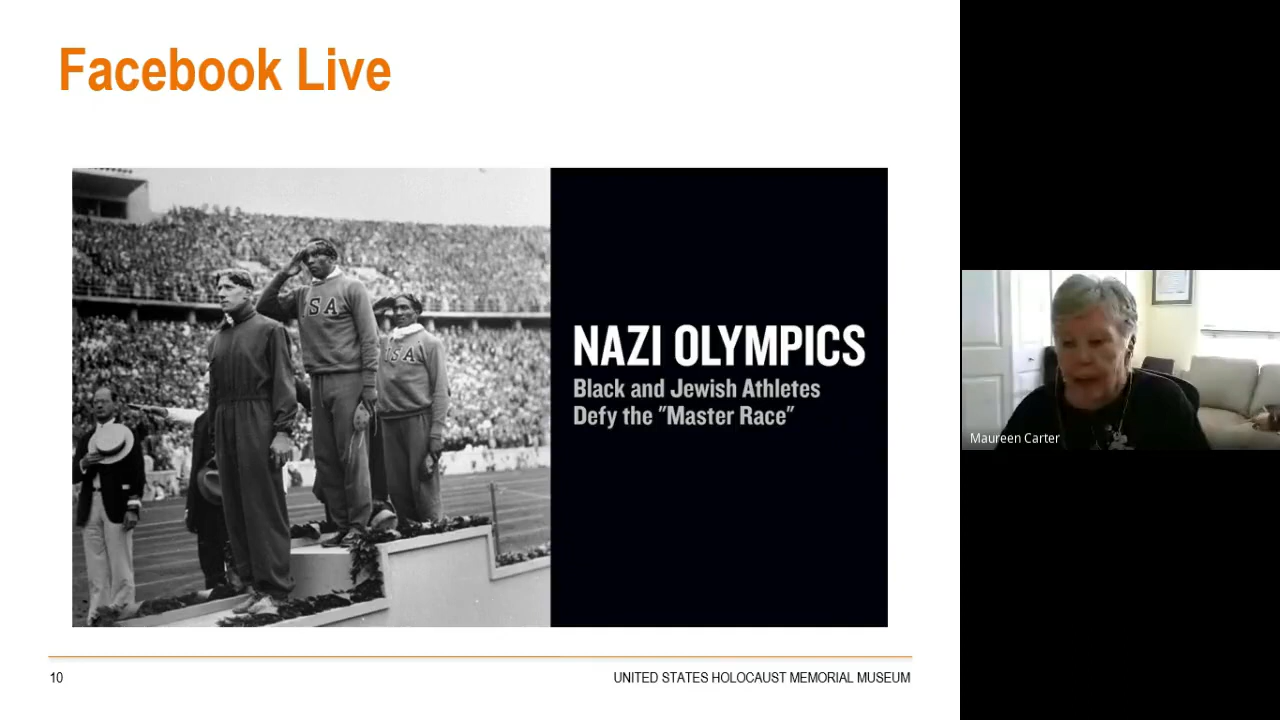 Facebook Live
USA
USA
NAZI OLYMPICS
Black and Jewish Athletes
Defy the "Master Race"
10
UNITED STATES HOLOCAUST MEMORIAL MUSEUM
Maureen Carter